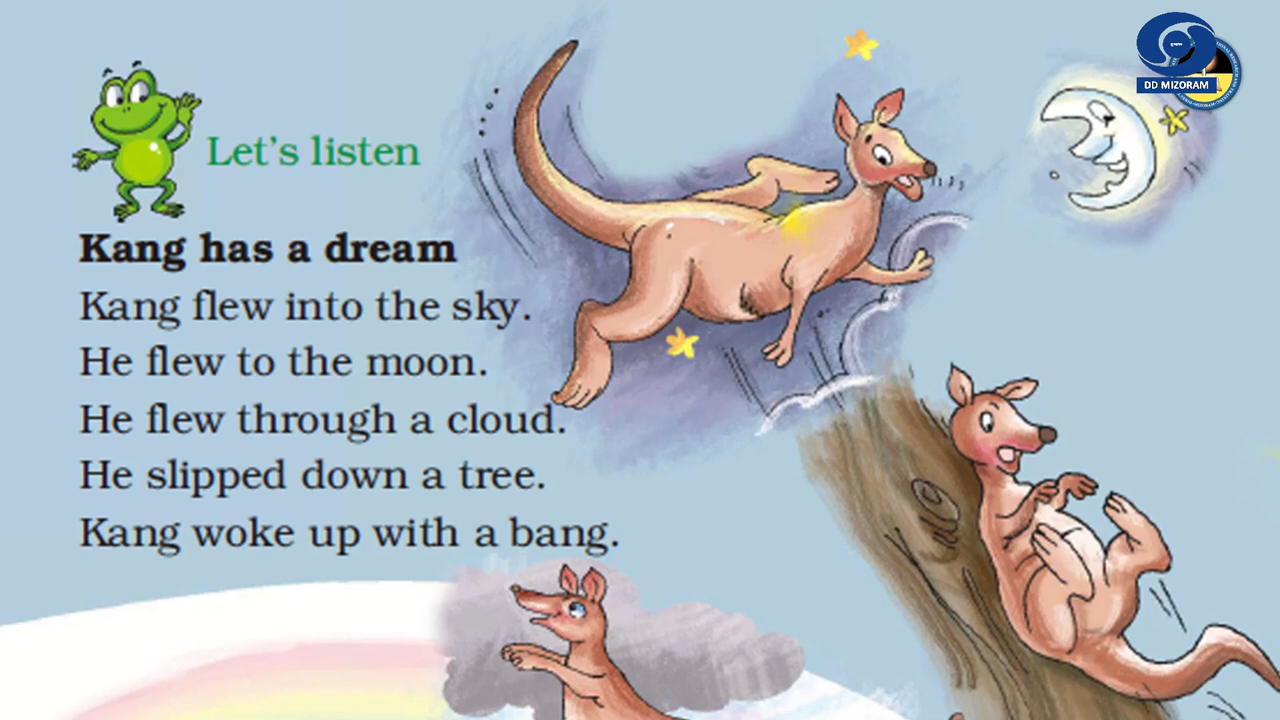 DD MIZORAM
Let's listen
Kang has a dream
Kang flew into the sky.
He flew to the moon.
He flew through a cloud.
He slipped down a tree.
Kang woke up with a bang.